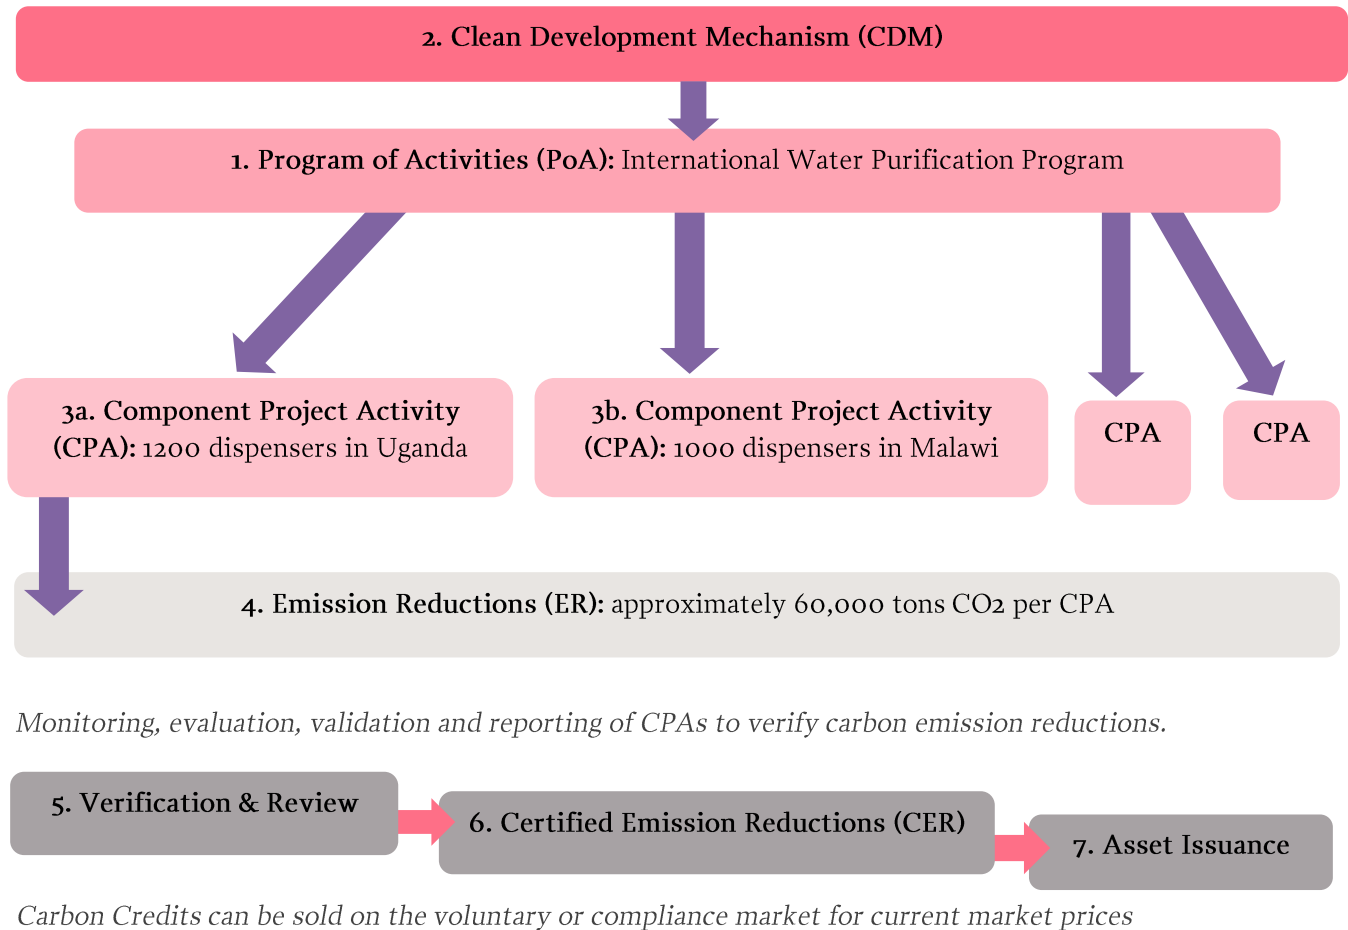 2. Clean Development Mechanism (CDM)
1. Program of Activities (PoA): International Water Purification Program
3a. Component Project Activity
(CPA): 1200 dispensers in Uganda
3b. Component Project Activity
(CPA): 1000 dispensers in Malawi
CPA
CPA
4. Emission Reductions (ER): approximately 60,000 tons CO2 per CPA
Monitoring, evaluation, validation and reporting of CPAs to verify carbon emission reductions.
5. Verification & Review
6. Certified Emission Reductions (CER)
7. Asset Issuance
Carbon Credits can be sold on the voluntary or compliance market for current market prices